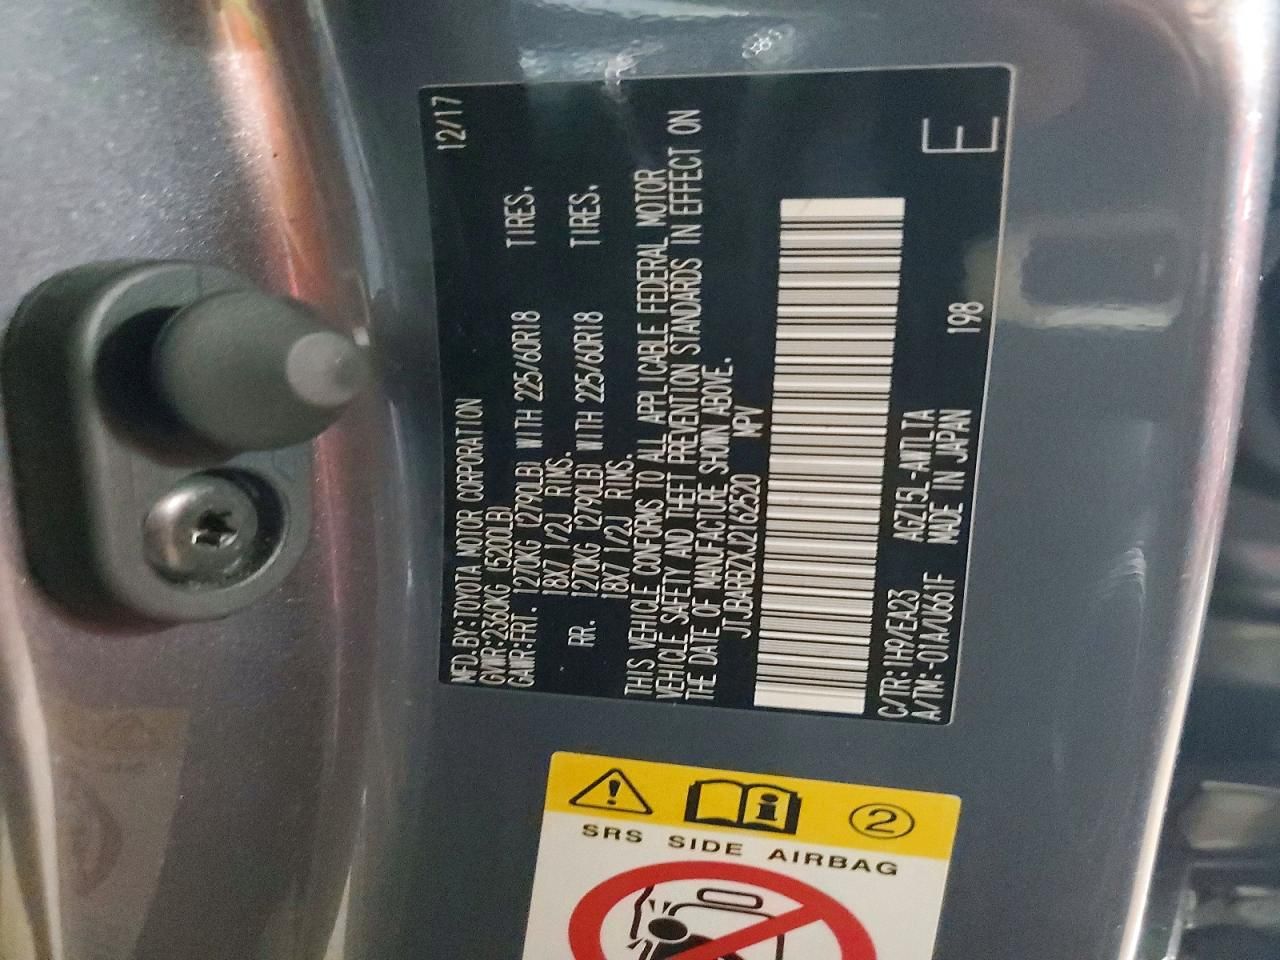 12/17
MFD.BY:TOYOTA MOTOR CORPORATION
GVWR:2360KG (5200LB)
GAWR:FRT. 1270KG (2790LB) WITH 225/60R18 TIRES.
18X7 1/2J RIMS.
RR. 1270KG (2790LB) WITH 225/60R18 TIRES.
18X7 1/2J RIMS.
THIS VEHICLE CONFORMS TO ALL APPLICABLE FEDERAL MOTOR
VEHICLE SAFETY AND THEFT PREVENTION STANDARDS IN EFFECT ON
THE DATE OF MANUFACTURE SHOWN ABOVE.
JTJBARBZXJ2162520 MPV
C/TR:1H9/EA23 AGZ15L-AWTLTA
A/TM:-01A/U661F MADE IN JAPAN 198 E
2
SRS SIDE AIRBAG